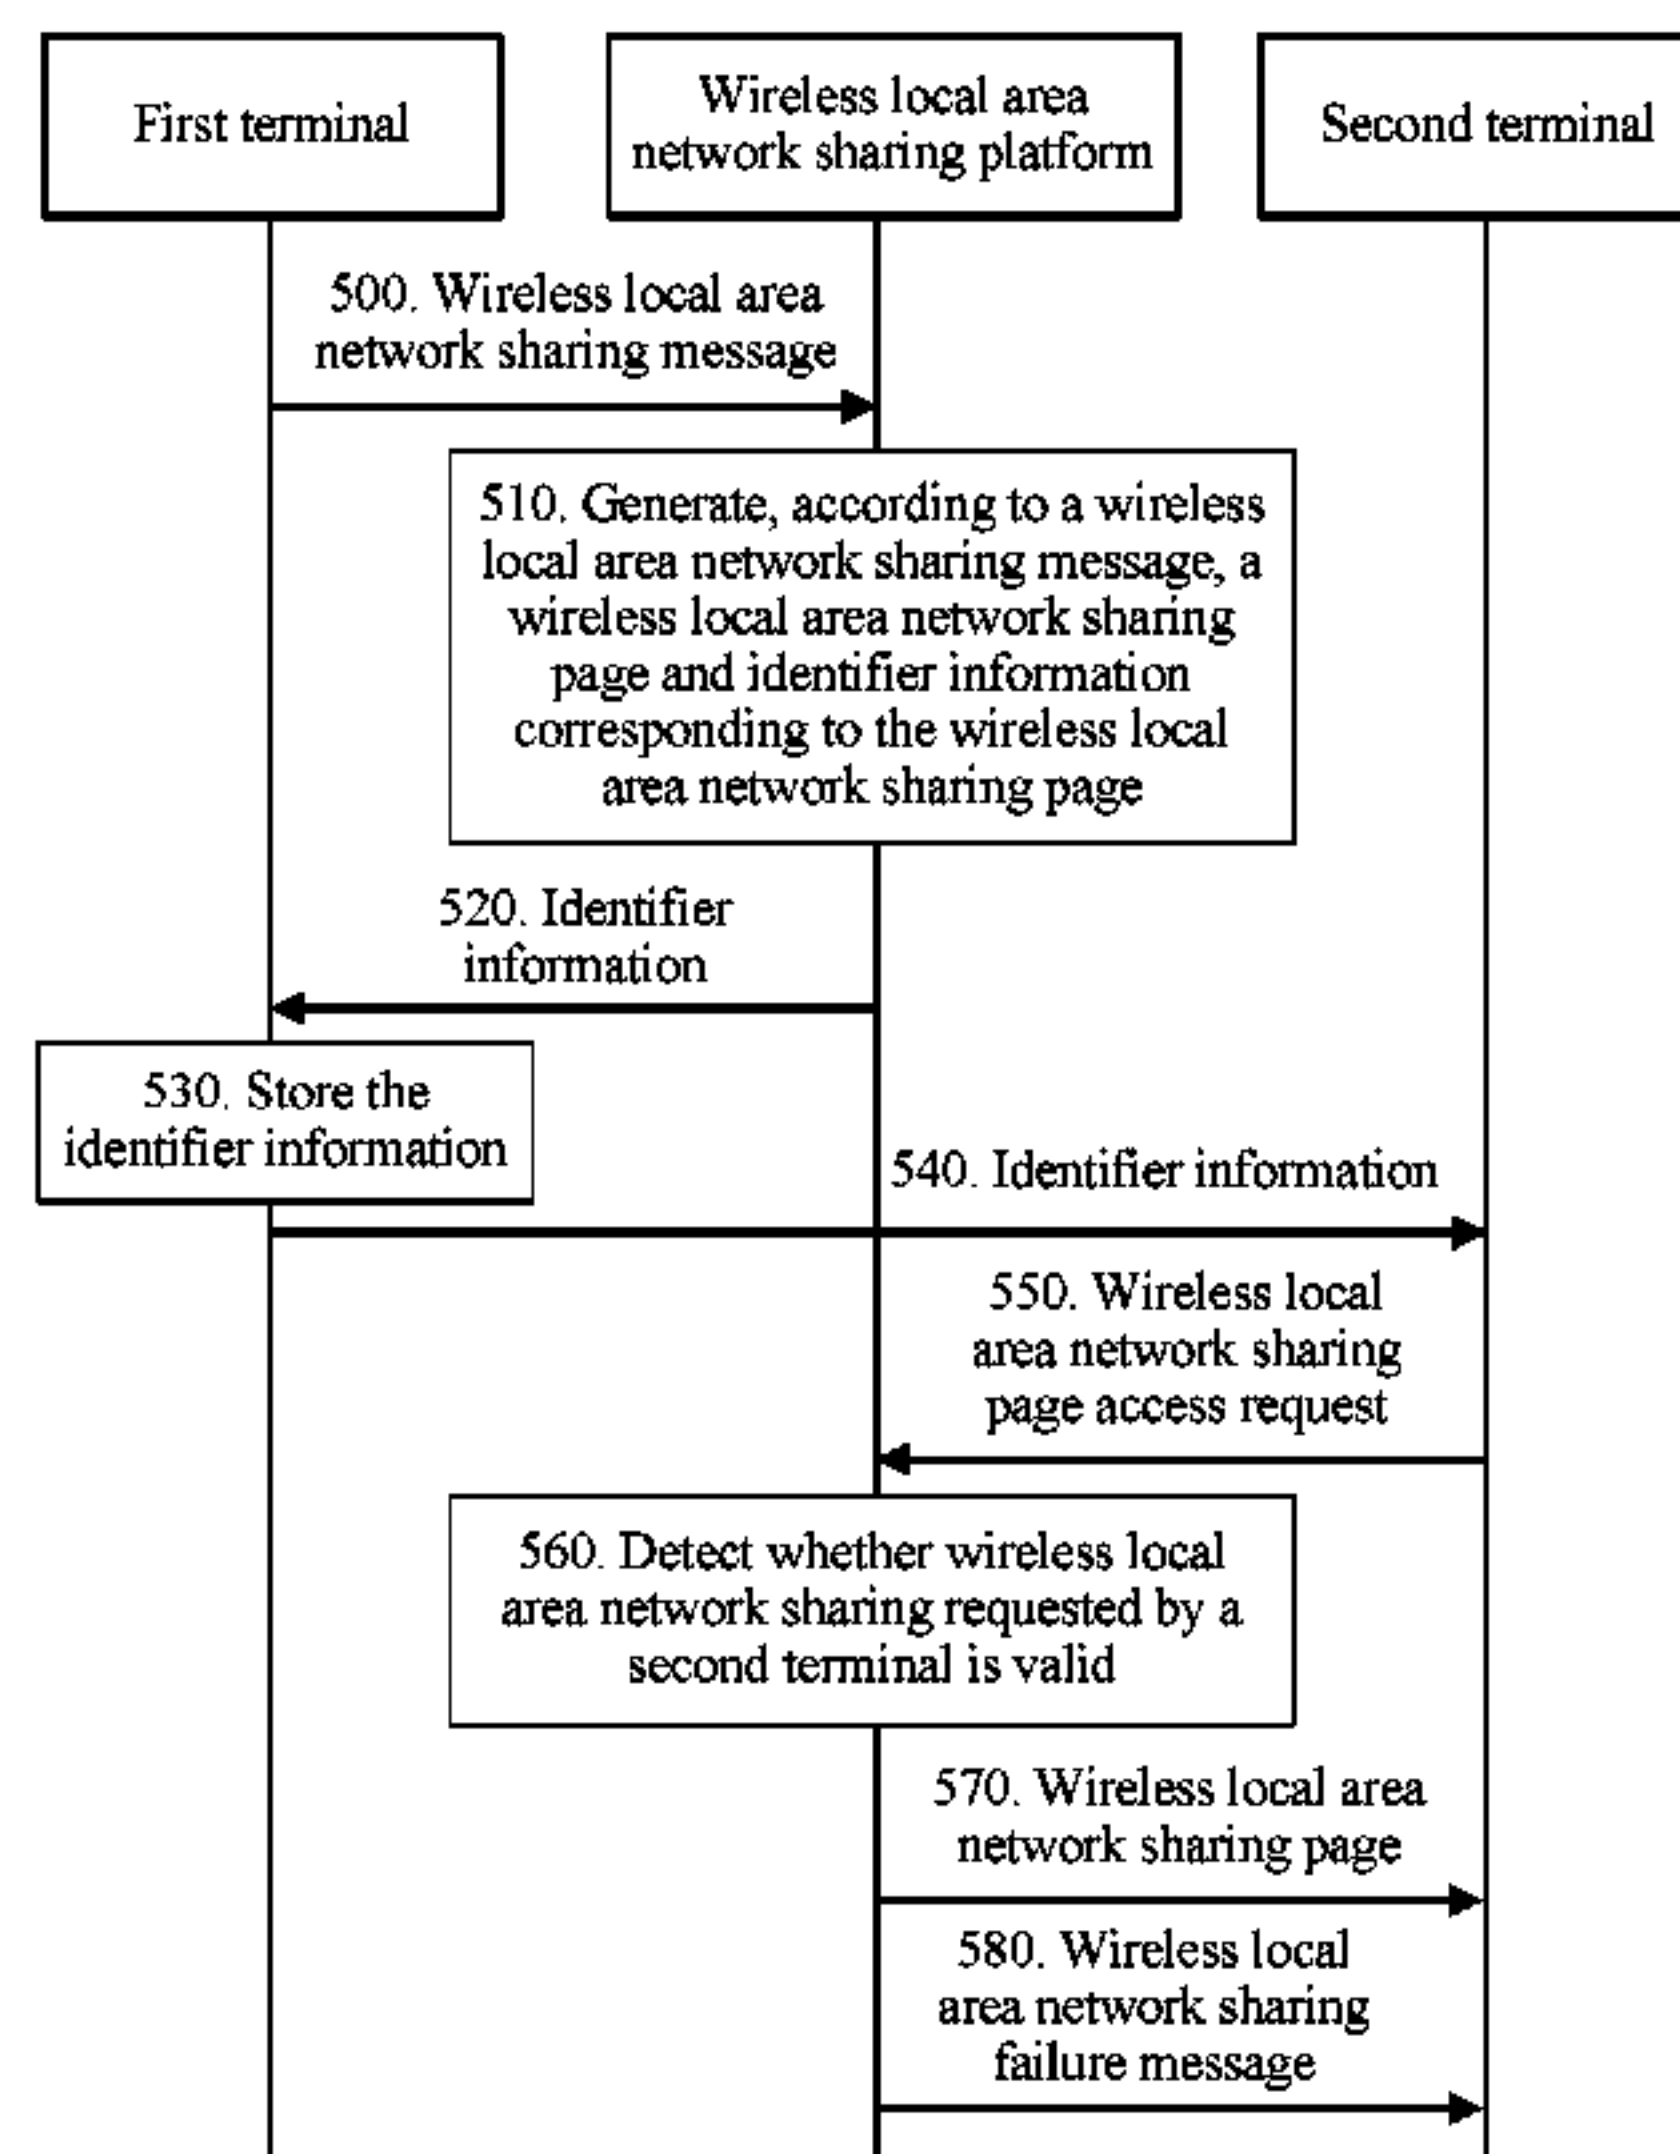 First terminal
Wireless local area
network sharing platform
Second terminal
500. Wireless local area
network sharing message
510. Generate, according to a wireless
local area network sharing message, a
wireless local area network sharing
page and identifier information
corresponding to the wireless local
area network sharing page
520. Identifier
information
530. Store the
identifier information
540. Identifier information
550. Wireless local
area network sharing
page access request
560. Detect whether wireless local
area network sharing requested by a
second terminal is valid
570. Wireless local area
network sharing page
580. Wireless local
area network sharing
failure message